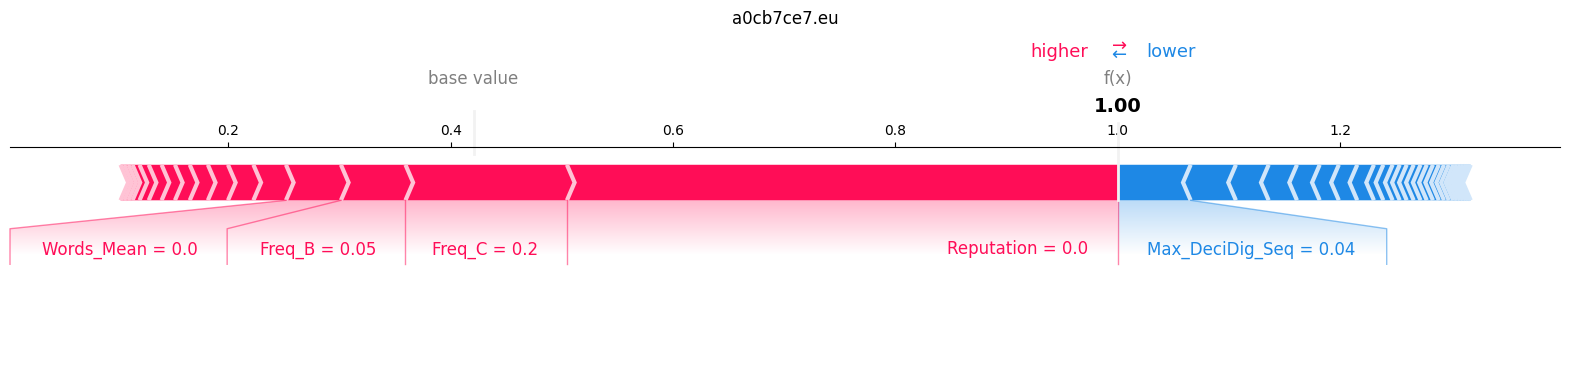 a0cb7ce7.eu
higher ⇄ lower
base value f(x)
1.00
0.2 0.4 0.6 0.8 1.0 1.2
Words_Mean = 0.0 Freq_B = 0.05 Freq_C = 0.2 Reputation = 0.0 Max_DeciDig_Seq = 0.04